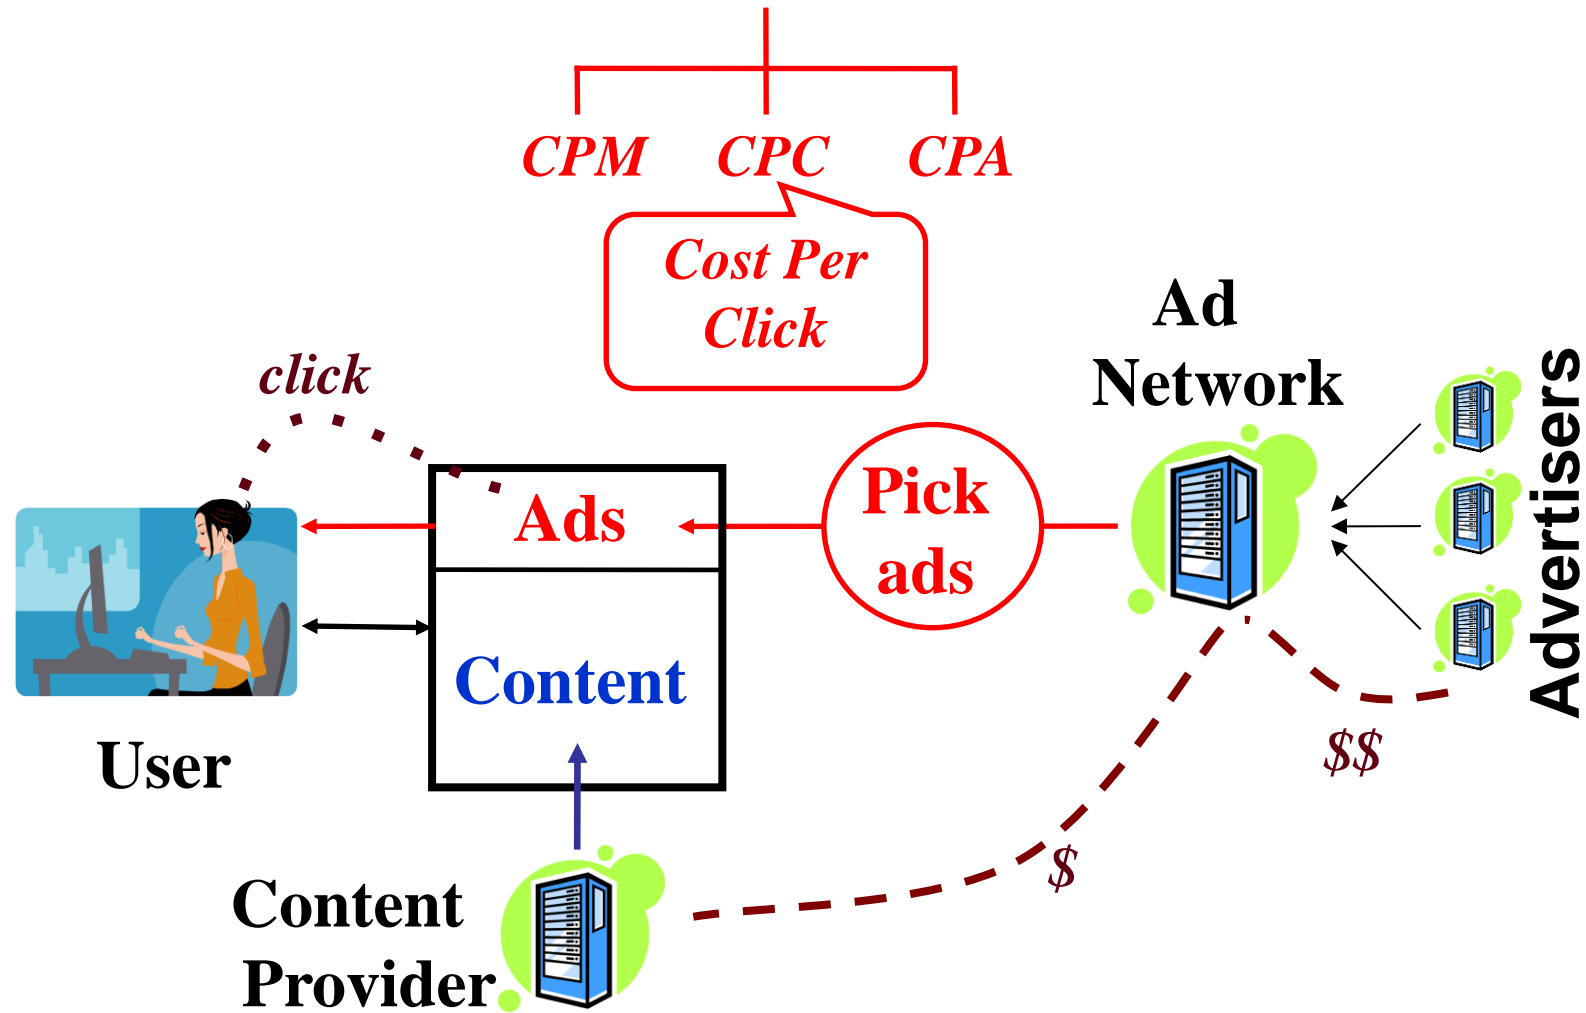 CPM CPC CPA
Cost Per
Click
Ad
Network
click
Advertisers
Pick
ads
Ads
Content
User
$$
$
Content
Provider